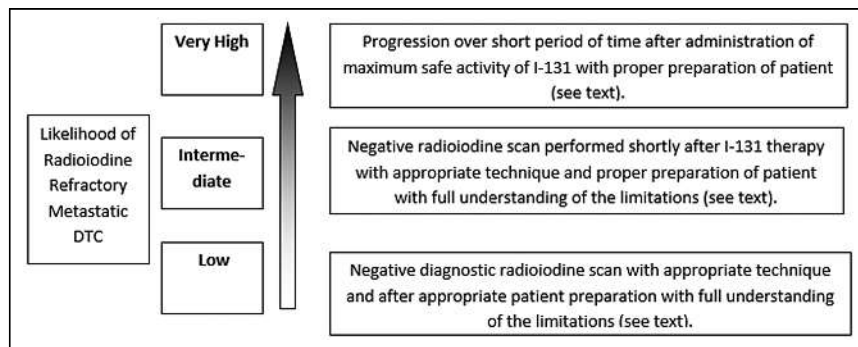 Very High
Progression over short period of time after administration of
maximum safe activity of I-131 with proper preparation of patient
(see text).
Likelihood of
Radioiodine
Refractory
Metastatic
DTC
Interme-
diate
Negative radioiodine scan performed shortly after I-131 therapy
with appropriate technique and proper preparation of patient
with full understanding of the limitations (see text).
Low
Negative diagnostic radioiodine scan with appropriate technique
and after appropriate patient preparation with full understanding
of the limitations (see text).